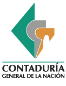 CONTADURÍA
GENERAL DE LA NACIÓN